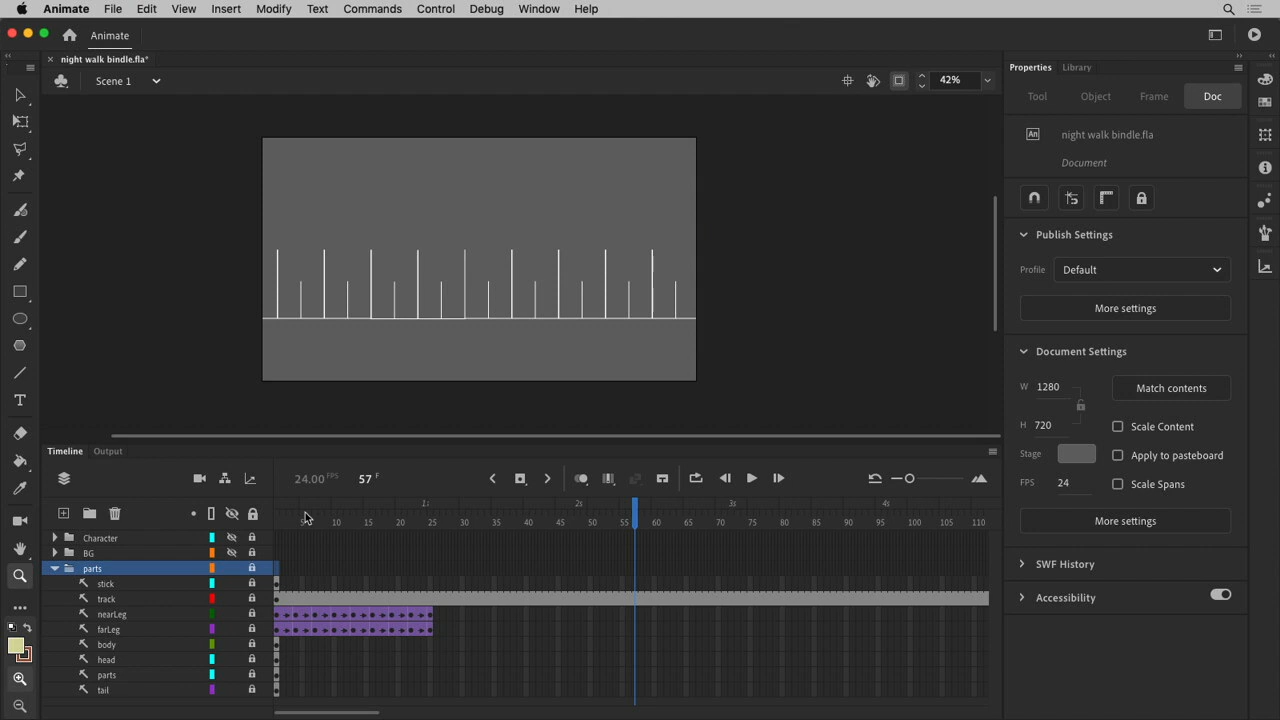 Animate File Edit View Insert Modify Text Commands Control Debug Window Help
Animate
night walk bindle.fla*
Scene 1
42%
Properties Library
Tool Object Frame Doc
An night walk bindle.fla
Document
Publish Settings
Profile Default
More settings
Document Settings
W 1280 Match contents
H 720 Scale Content
Stage Apply to pasteboard
FPS 24 Scale Spans
More settings
SWF History
Accessibility
Timeline Output
24.00 FPS 57 F
1s 2s 3s 4s
5 10 15 20 25 30 35 40 45 50 55 60 65 70 75 80 85 90 95 100 105 110
Character
BG
parts
stick
track
nearLeg
farLeg
body
head
parts
tail